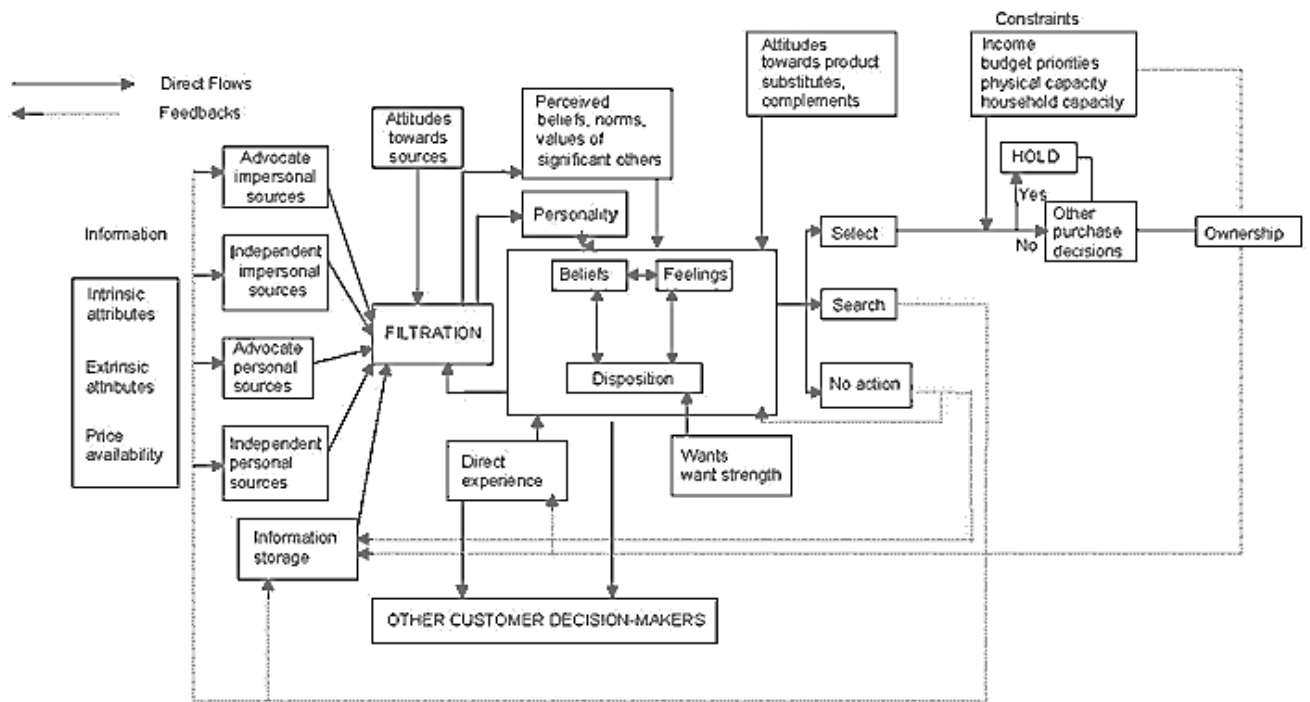 Constraints
Direct Flows
Feedbacks
Attitudes
towards
sources
Perceived
beliefs, norms,
values of
significant others
Attitudes
towards product
substitutes,
complements
Income
budget priorities
physical capacity
household capacity
Advocate
impersonal
sources
Personality
HOLD
Yes
Information
Independent
impersonal
sources
Beliefs
Feelings
Select
No
Other
purchase
decisions
Ownership
Intrinsic
attributes
Extrinsic
attributes
Price
availability
FILTRATION
Search
Advocate
personal
sources
Disposition
No action
Independent
personal
sources
Direct
experience
Wants
want strength
Information
storage
OTHER CUSTOMER DECISION-MAKERS